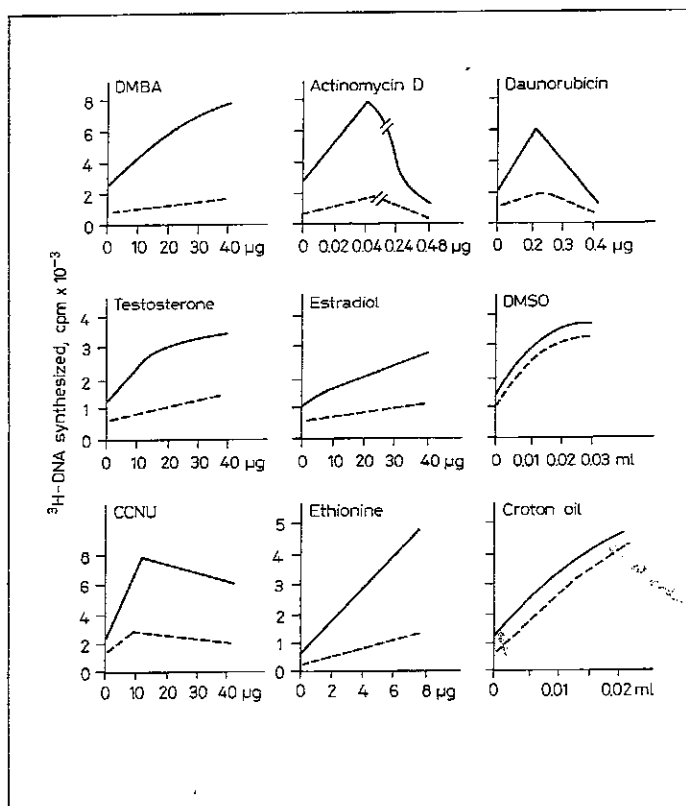 ³H-DNA synthesized, cpm x 10⁻³
DMBA
8
6
4
2
0
0 10 20 30 40 µg
Actinomycin D
0 0.02 0.04 0.24 0.48 µg
Daunorubicin
0 0.2 0.3 0.4 µg
Testosterone
4
3
2
1
0
0 10 20 30 40 µg
Estradiol
0 10 20 30 40 µg
DMSO
0 0.01 0.02 0.03 ml
CCNU
8
6
4
2
0
0 10 20 30 40 µg
Ethionine
5
4
3
2
1
0
0 2 4 6 8 µg
Croton oil
0 0.01 0.02 ml